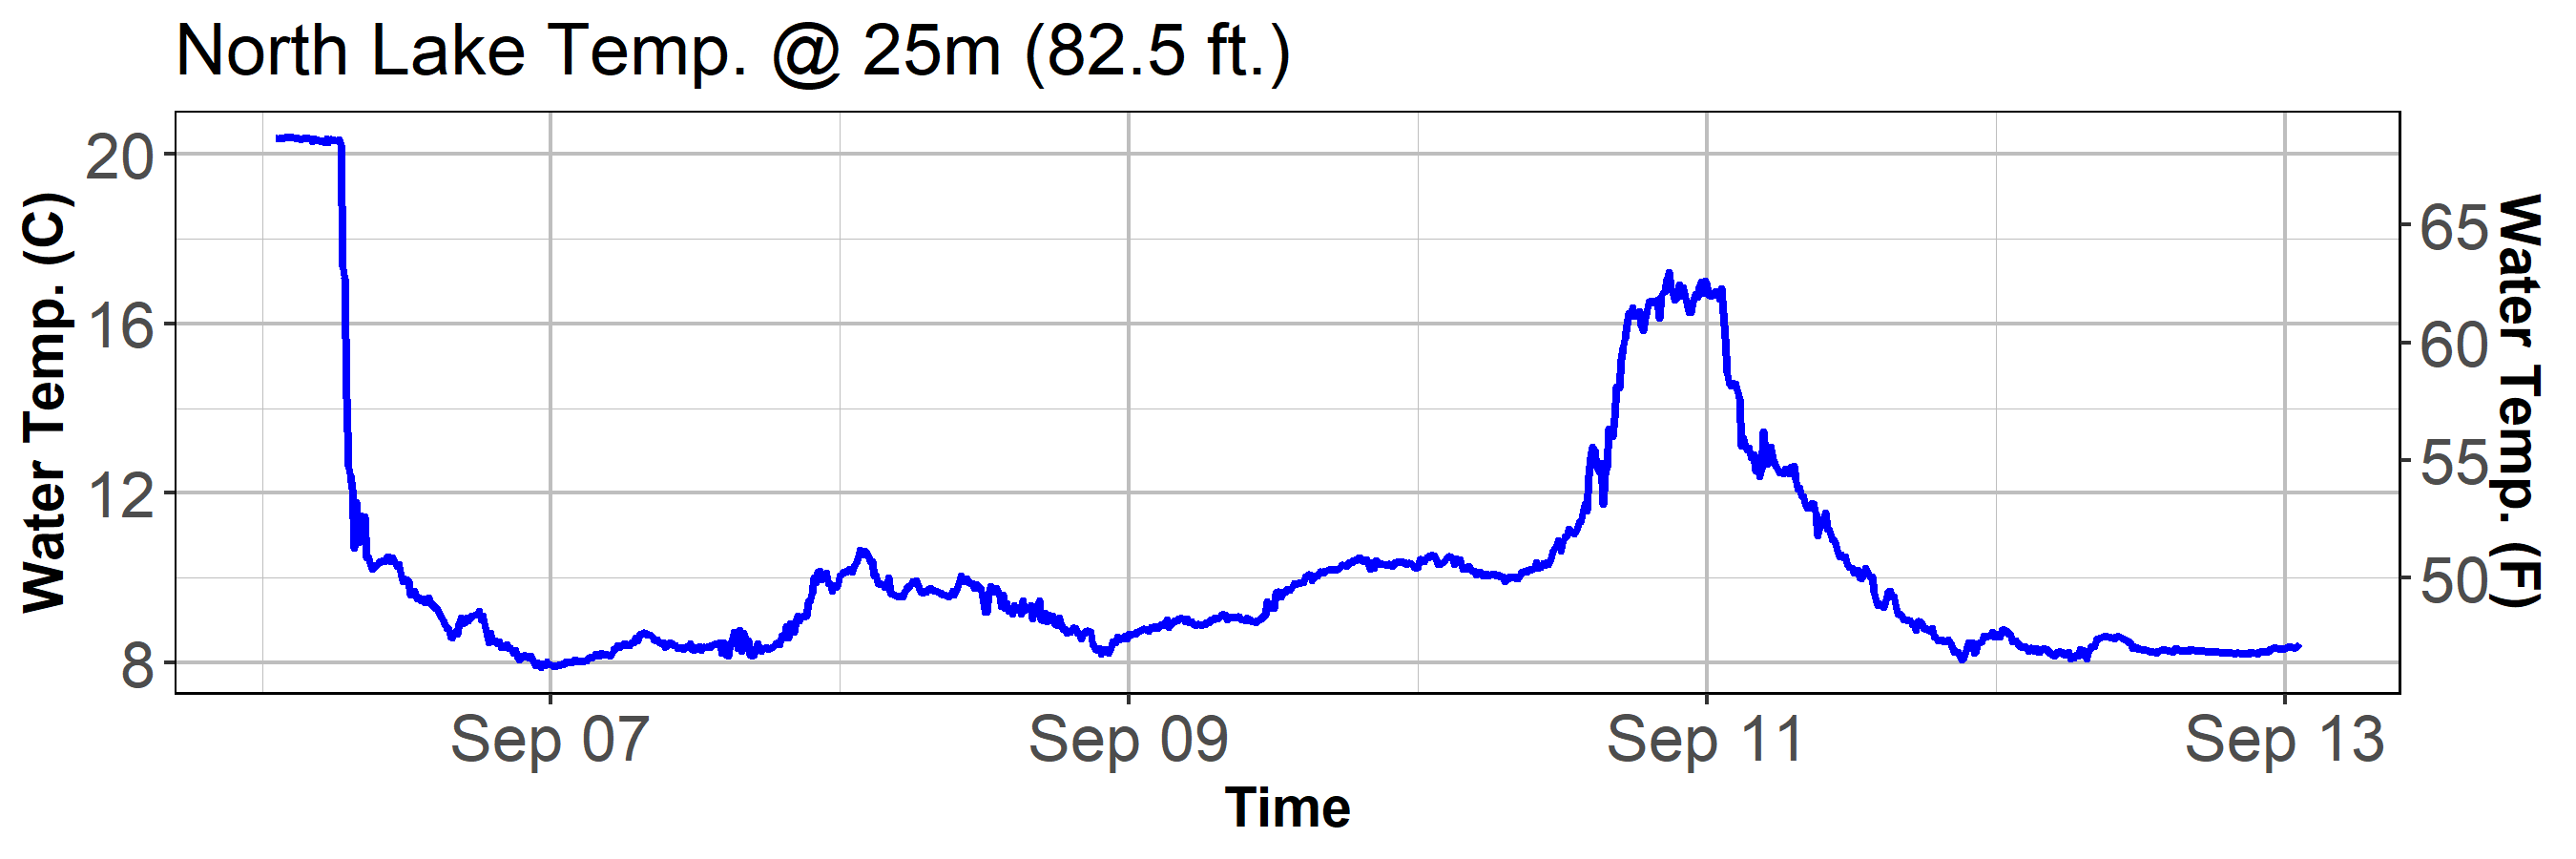 North Lake Temp. @ 25m (82.5 ft.)
Water Temp. (C)
20
16
12
8
65
60
55
50
Water Temp. (F)
Sep 07 Sep 09 Sep 11 Sep 13
Time